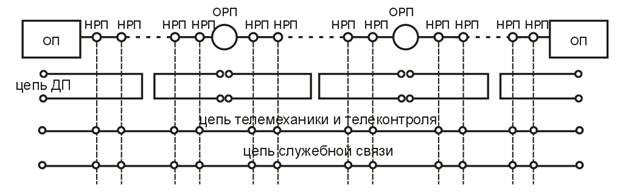 ОРП ОРП
НРП НРП НРП НРП НРП НРП НРП НРП НРП НРП НРП НРП
ОП ОП
цепь ДП
цепь телемеханики и телеконтроля
цепь служебной связи